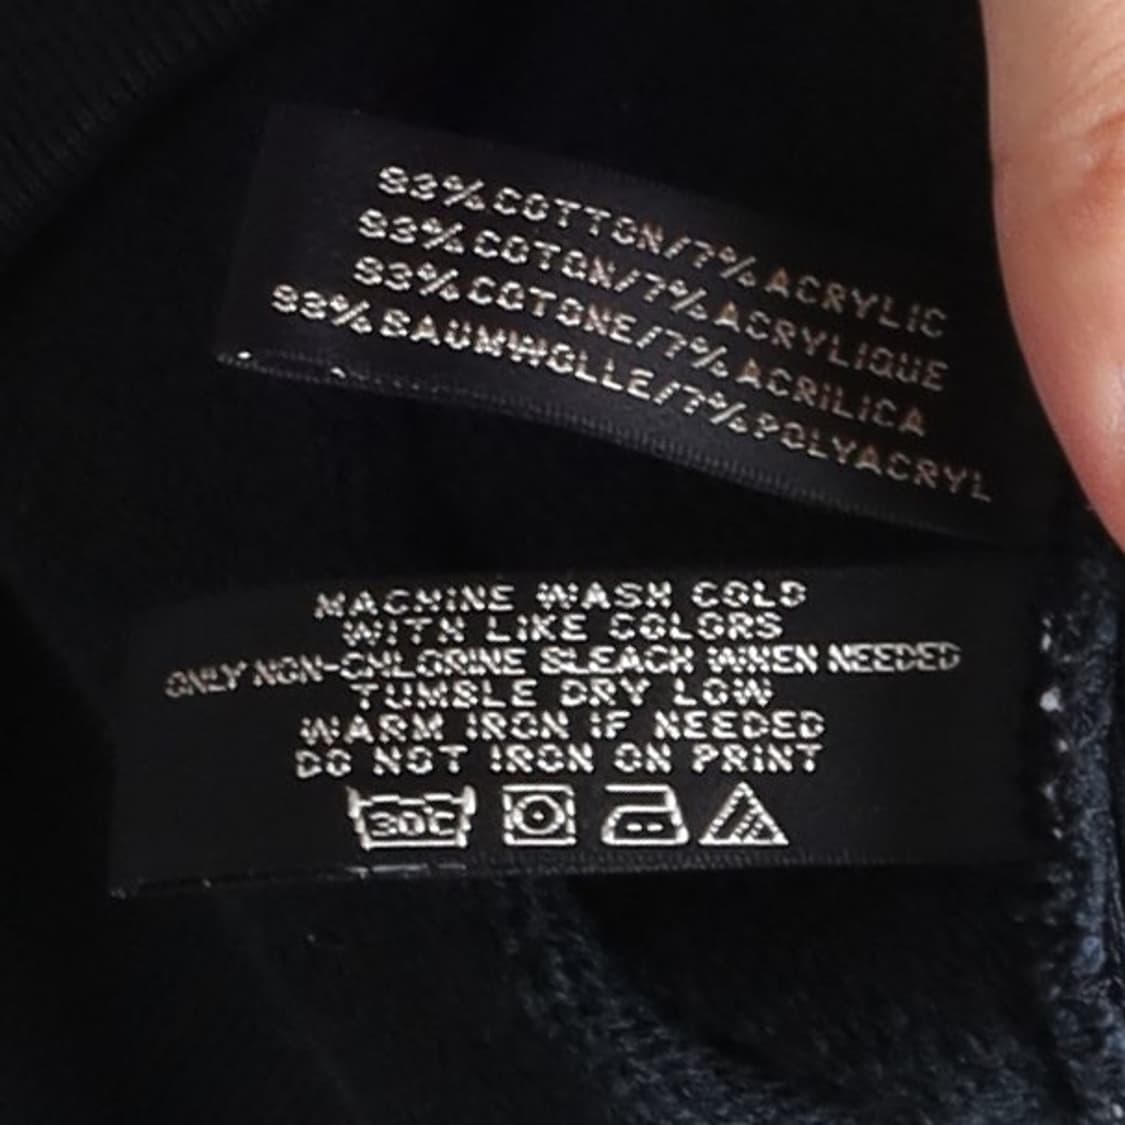 93%COTTON/7%ACRYLIC
93%COTON/7%ACRYLIQUE
93%COTONE/7%ACRILICA
93%BAUMWOLLE/7%POLYACRYL
MACHINE WASH COLD
WITH LIKE COLORS
ONLY NON-CHLORINE BLEACH WHEN NEEDED
TUMBLE DRY LOW
WARM IRON IF NEEDED
DO NOT IRON ON PRINT
30C